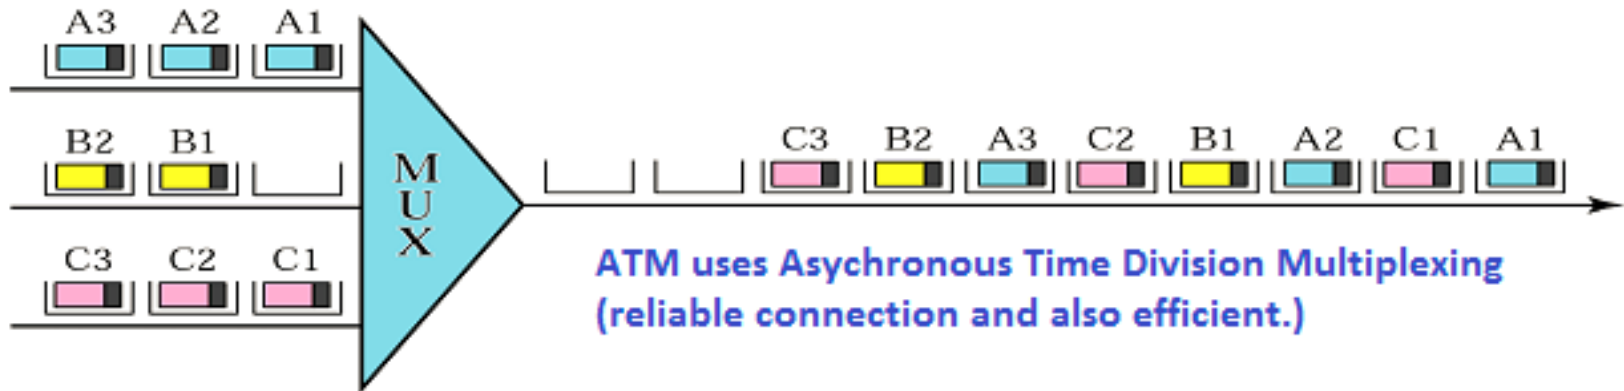 A3 A2 A1
B2 B1
C3 C2 C1
MUX
C3 B2 A3 C2 B1 A2 C1 A1
ATM uses Asychronous Time Division Multiplexing
(reliable connection and also efficient.)